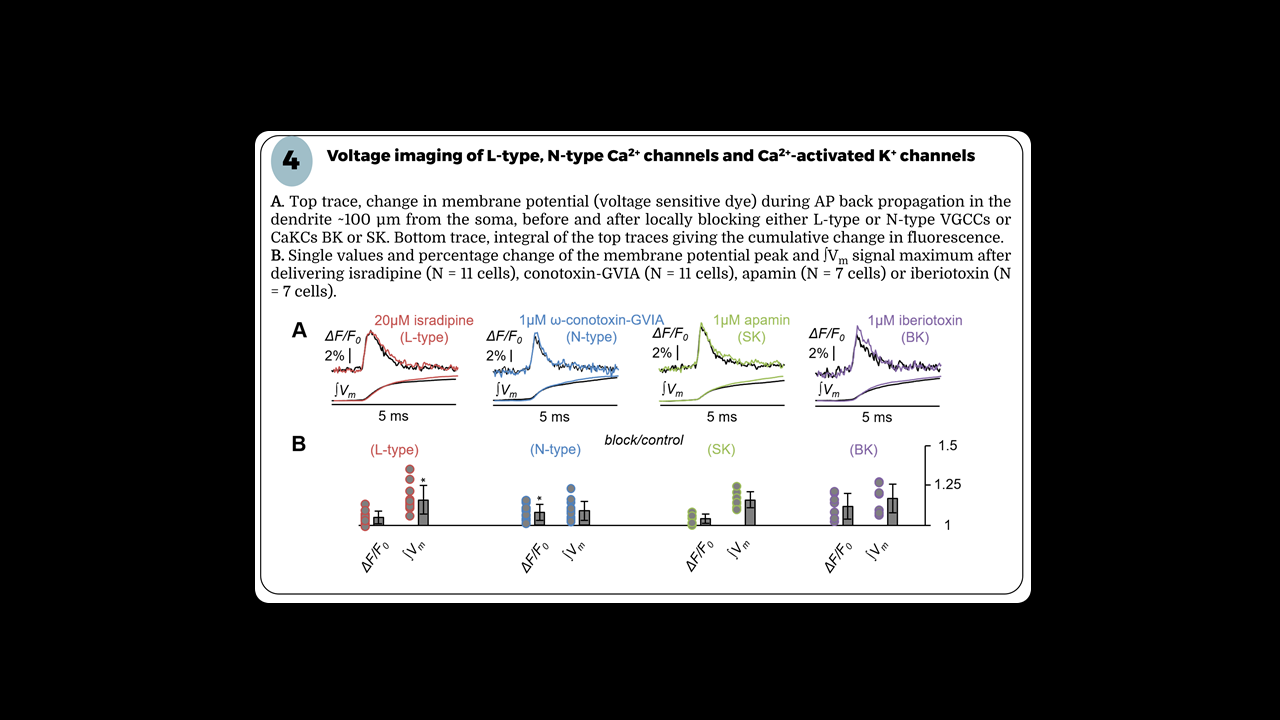 4
Voltage imaging of L-type, N-type Ca²⁺ channels and Ca²⁺-activated K⁺ channels
A. Top trace, change in membrane potential (voltage sensitive dye) during AP back propagation in the
dendrite ~100 µm from the soma, before and after locally blocking either L-type or N-type VGCCs or
CaKCs BK or SK. Bottom trace, integral of the top traces giving the cumulative change in fluorescence.
B. Single values and percentage change of the membrane potential peak and ∫Vm signal maximum after
delivering isradipine (N = 11 cells), conotoxin-GVIA (N = 11 cells), apamin (N = 7 cells) or iberiotoxin (N
= 7 cells).
A
20µM isradipine
(L-type)
ΔF/F₀
2%
∫Vm
5 ms
1µM ω-conotoxin-GVIA
(N-type)
ΔF/F₀
2%
∫Vm
5 ms
1µM apamin
(SK)
ΔF/F₀
2%
∫Vm
5 ms
1µM iberiotoxin
(BK)
ΔF/F₀
2%
∫Vm
5 ms
B
block/control
(L-type)
(N-type)
(SK)
(BK)
1.5
1.25
1
*
*
ΔF/F₀
∫Vm
ΔF/F₀
∫Vm
ΔF/F₀
∫Vm
ΔF/F₀
∫Vm